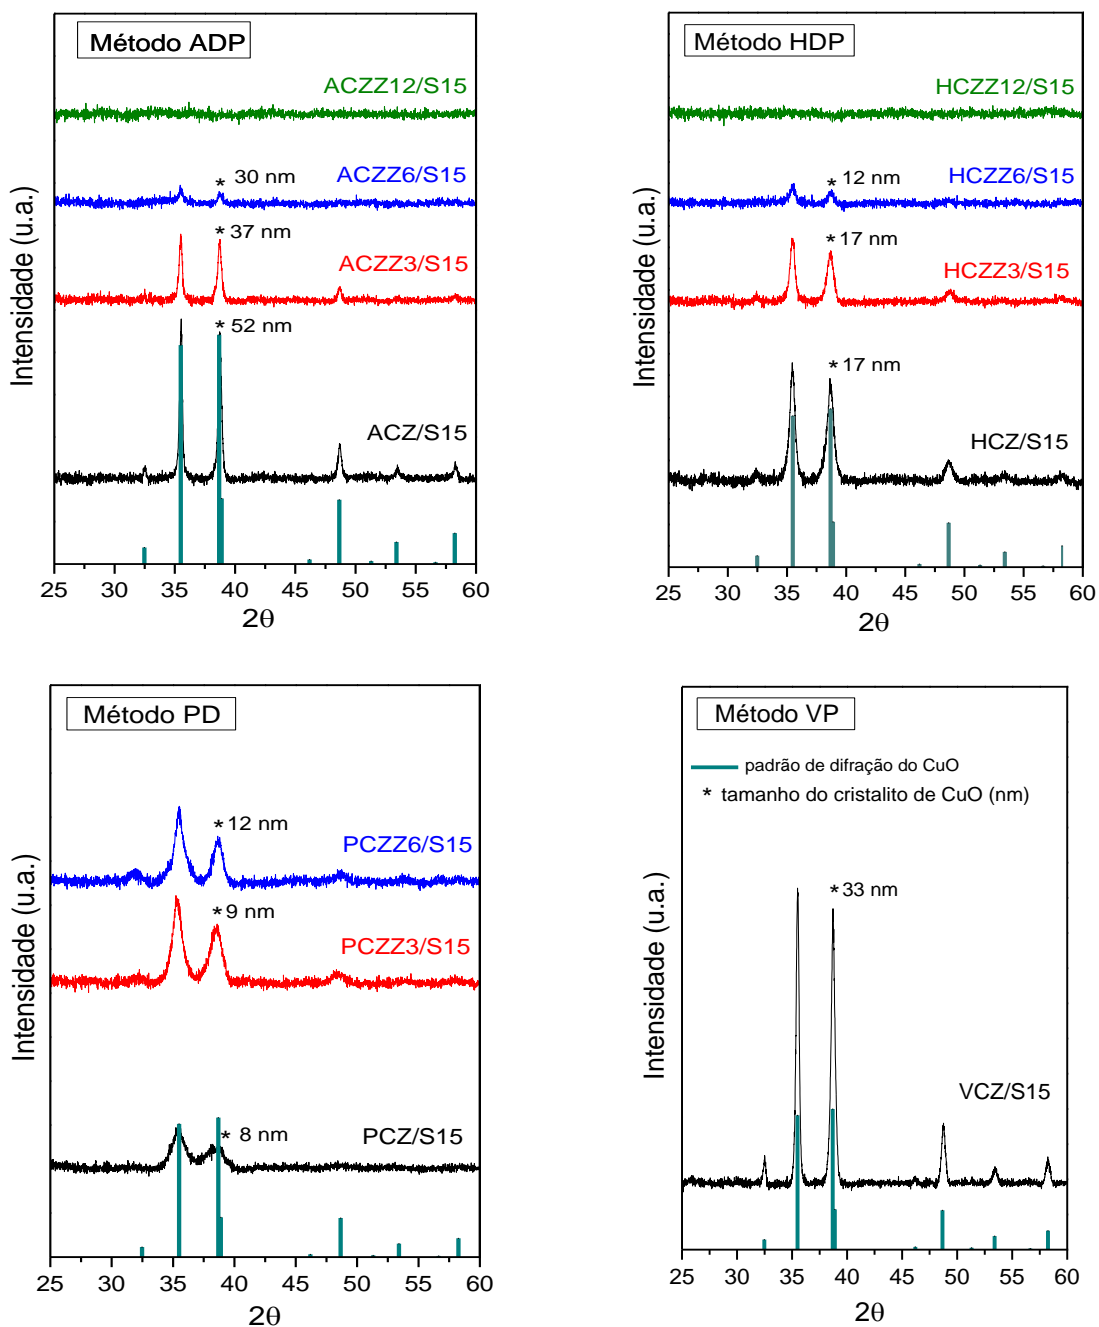 Método ADP
ACZZ12/S15
* 30 nm
ACZZ6/S15
* 37 nm
ACZZ3/S15
* 52 nm
ACZ/S15
Intensidade (u.a.)
25 30 35 40 45 50 55 60
2θ
Método HDP
HCZZ12/S15
* 12 nm
HCZZ6/S15
* 17 nm
HCZZ3/S15
* 17 nm
HCZ/S15
Intensidade (u.a.)
25 30 35 40 45 50 55 60
2θ
Método PD
* 12 nm
PCZZ6/S15
* 9 nm
PCZZ3/S15
* 8 nm
PCZ/S15
Intensidade (u.a.)
25 30 35 40 45 50 55 60
2θ
Método VP
padrão de difração do CuO
* tamanho do cristalito de CuO (nm)
* 33 nm
VCZ/S15
Intensidade (u.a.)
25 30 35 40 45 50 55 60
2θ